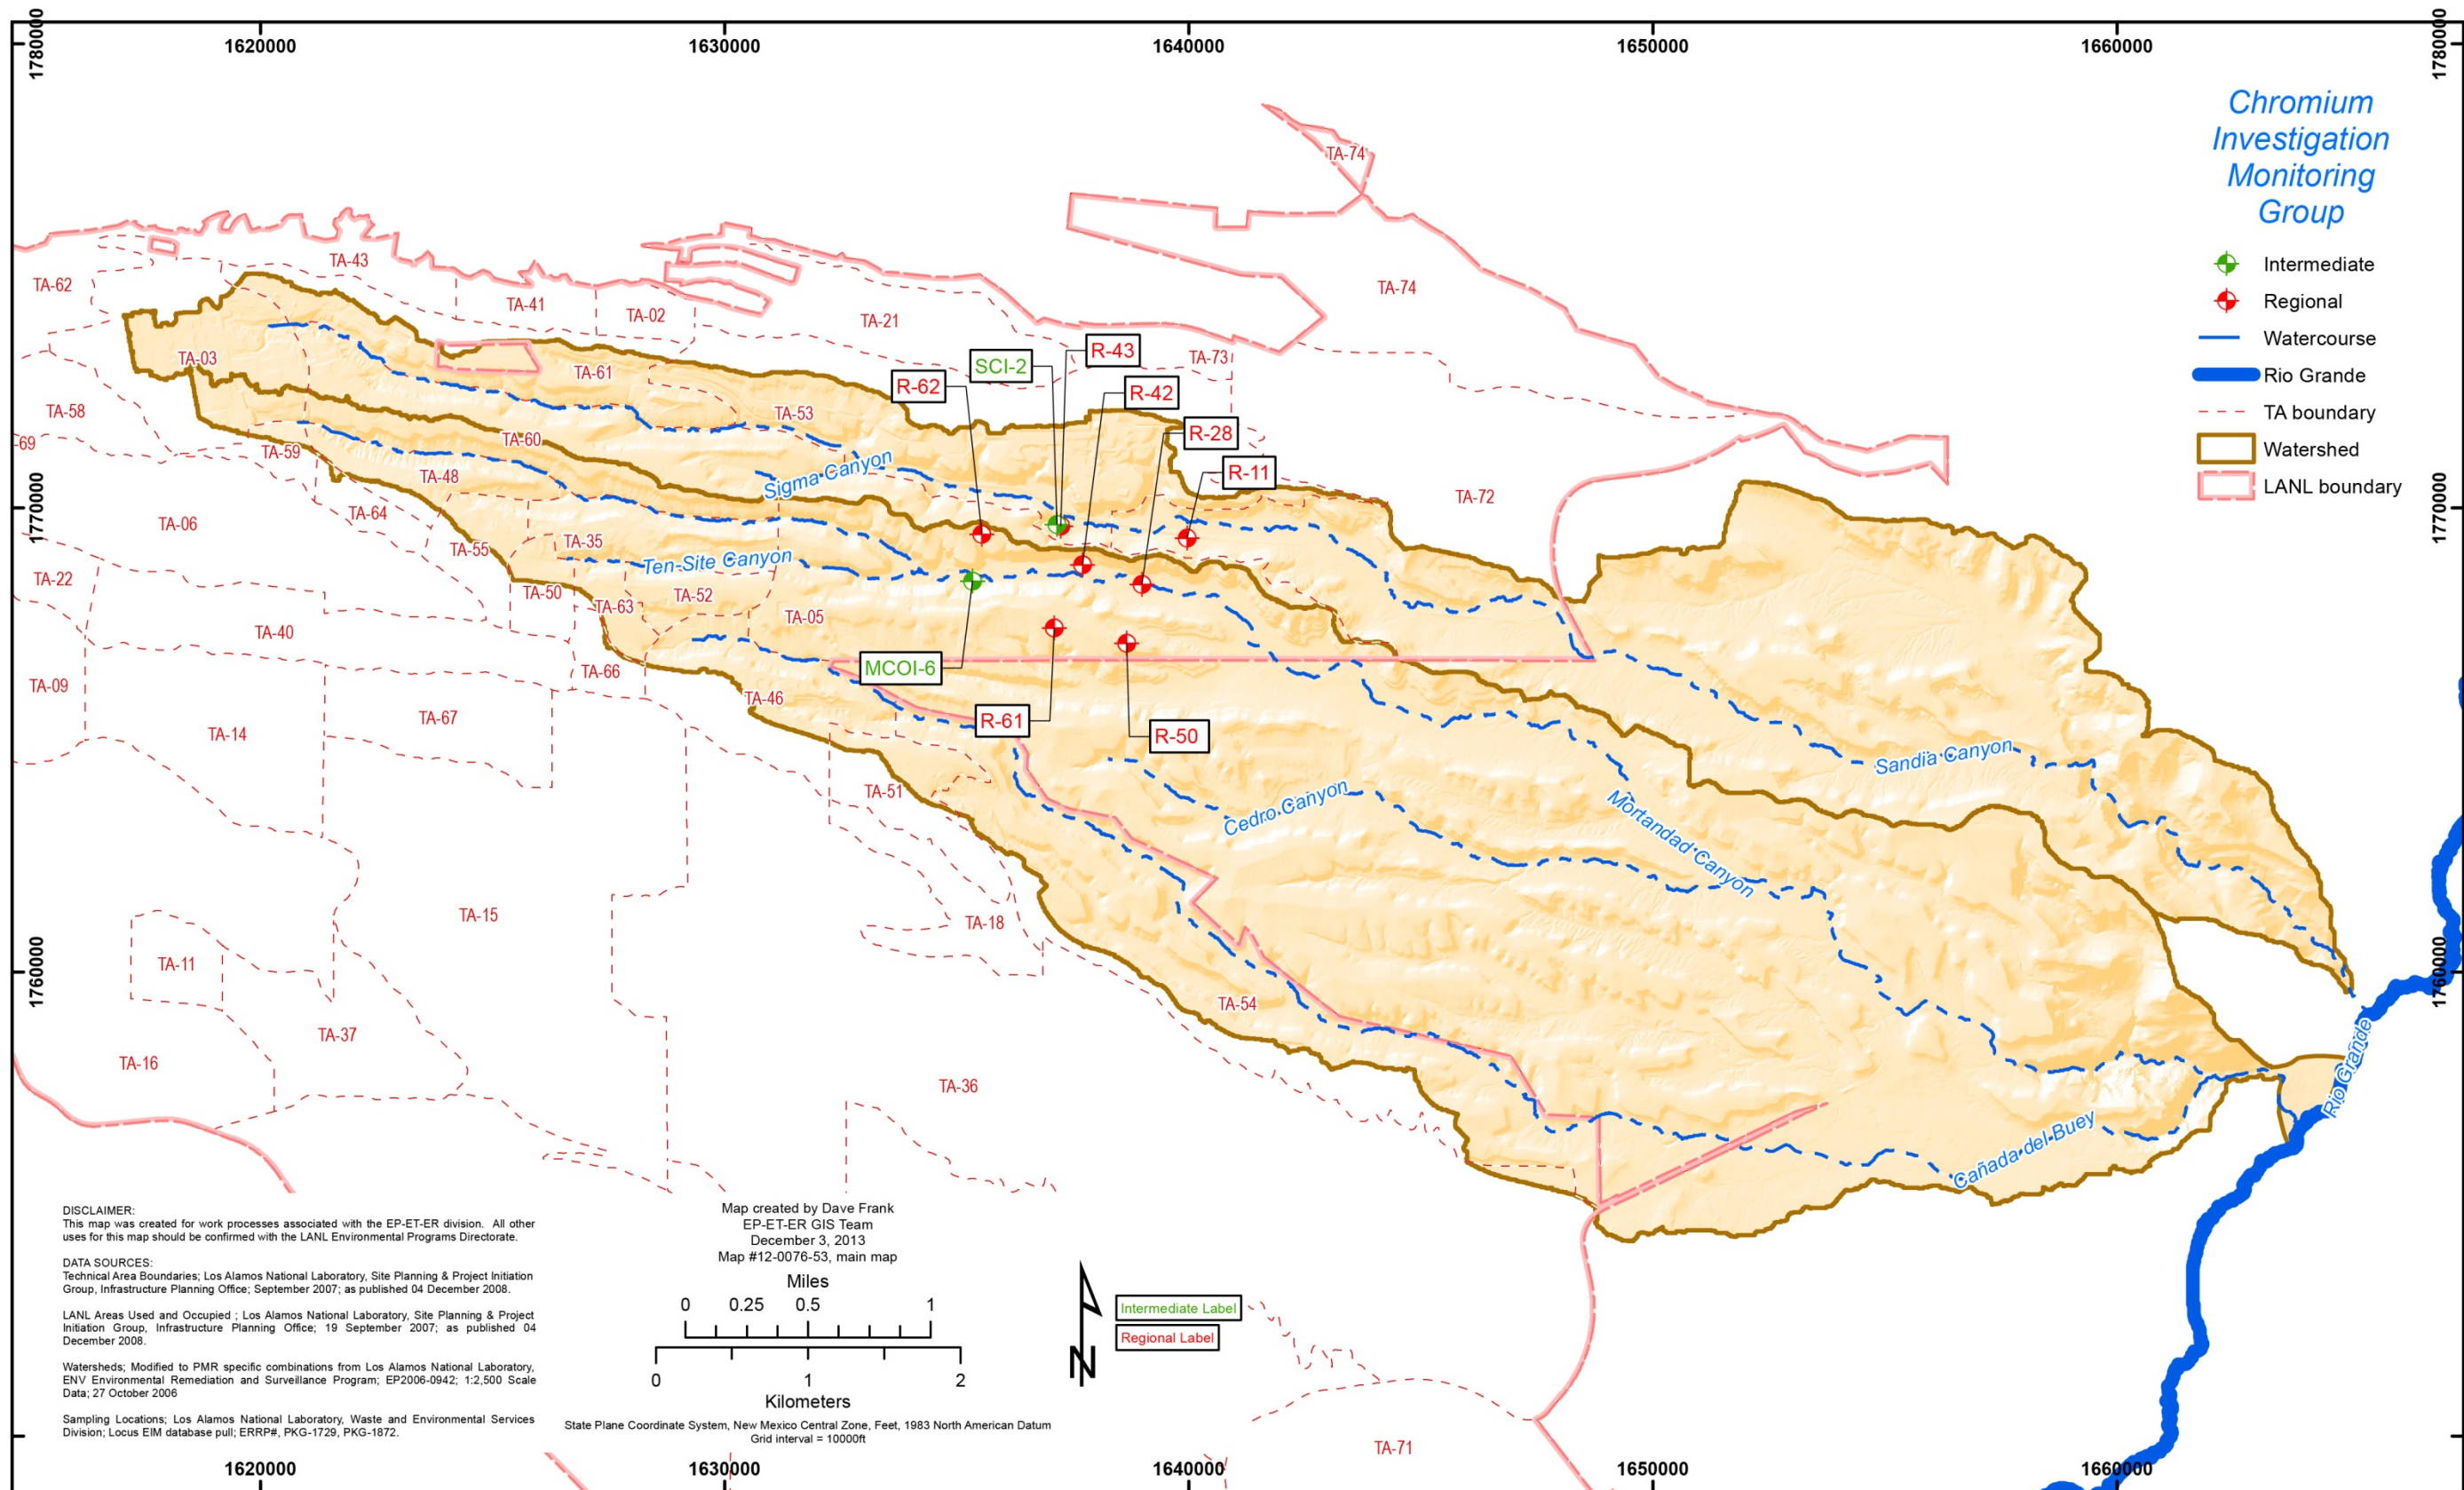 1620000
1630000
1640000
1650000
1660000
1780000
1780000
Chromium
Investigation
Monitoring
Group
Intermediate
Regional
Watercourse
Rio Grande
TA boundary
Watershed
LANL boundary
TA-74
TA-74
TA-62
TA-43
TA-41
TA-02
TA-21
TA-73
TA-03
TA-61
TA-58
TA-53
-69
TA-59
TA-60
TA-48
TA-72
SCI-2
R-43
R-62
R-42
R-28
R-11
1770000
1770000
Sigma Canyon
TA-06
TA-64
TA-55
TA-35
Ten-Site Canyon
TA-22
TA-50
TA-63
TA-52
TA-05
TA-40
TA-66
MCOI-6
TA-09
TA-46
R-61
R-50
TA-14
TA-67
Sandia Canyon
TA-51
Cedro Canyon
Mortandad Canyon
TA-15
TA-18
TA-11
1760000
1760000
TA-54
TA-37
TA-16
TA-36
Rio Grande
Cañada del Buey
DISCLAIMER:
This map was created for work processes associated with the EP-ET-ER division. All other
uses for this map should be confirmed with the LANL Environmental Programs Directorate.
DATA SOURCES:
Technical Area Boundaries; Los Alamos National Laboratory, Site Planning & Project Initiation
Group, Infrastructure Planning Office; September 2007; as published 04 December 2008.
LANL Areas Used and Occupied ; Los Alamos National Laboratory, Site Planning & Project
Initiation Group, Infrastructure Planning Office; 19 September 2007; as published 04
December 2008.
Watersheds; Modified to PMR specific combinations from Los Alamos National Laboratory,
ENV Environmental Remediation and Surveillance Program; EP2006-0942; 1:2,500 Scale
Data; 27 October 2006
Sampling Locations; Los Alamos National Laboratory, Waste and Environmental Services
Division; Locus EIM database pull; ERRP#, PKG-1729, PKG-1872.
Map created by Dave Frank
EP-ET-ER GIS Team
December 3, 2013
Map #12-0076-53, main map
Miles
0 0.25 0.5 1
0 1 2
Kilometers
State Plane Coordinate System, New Mexico Central Zone, Feet, 1983 North American Datum
Grid interval = 10000ft
N
Intermediate Label
Regional Label
TA-71
1620000
1630000
1640000
1650000
1660000